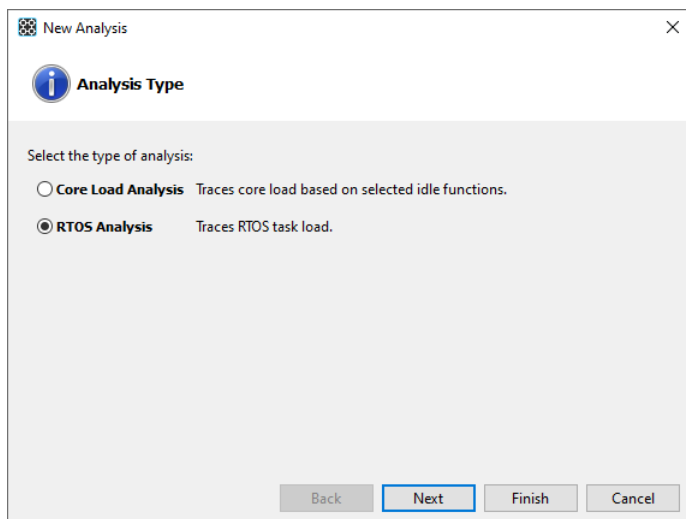 New Analysis
Analysis Type
Select the type of analysis:
Core Load Analysis Traces core load based on selected idle functions.
RTOS Analysis Traces RTOS task load.
Back Next Finish Cancel